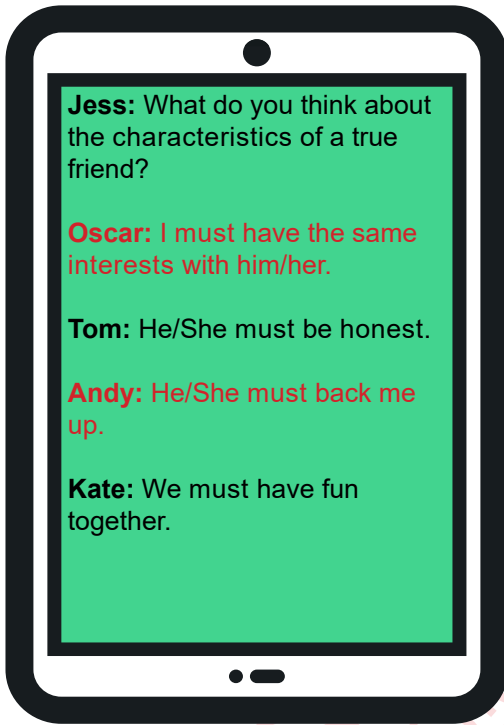 Jess: What do you think about
the characteristics of a true
friend?
Oscar: I must have the same
interests with him/her.
Tom: He/She must be honest.
Andy: He/She must back me
up.
Kate: We must have fun
together.